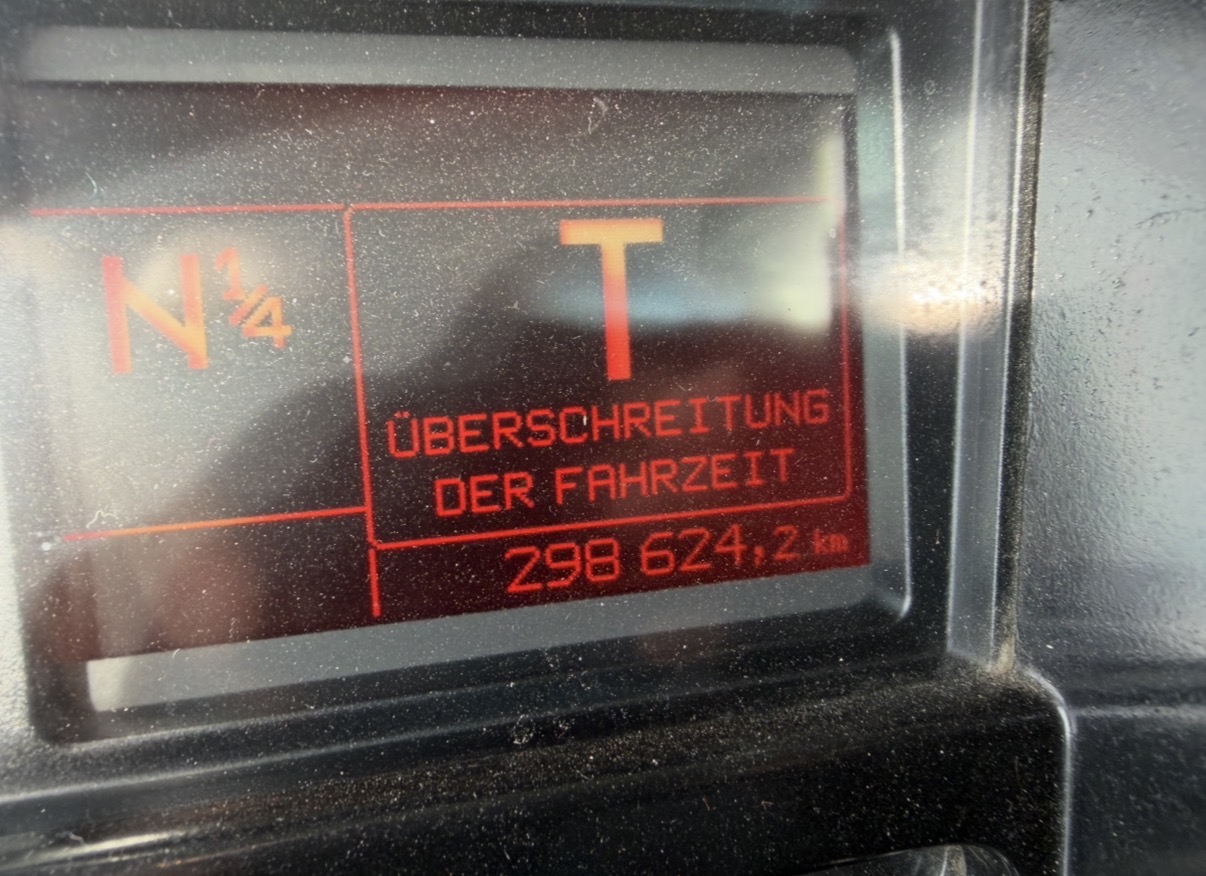 N¼
T
ÜBERSCHREITUNG
DER FAHRZEIT
298 624,2 km